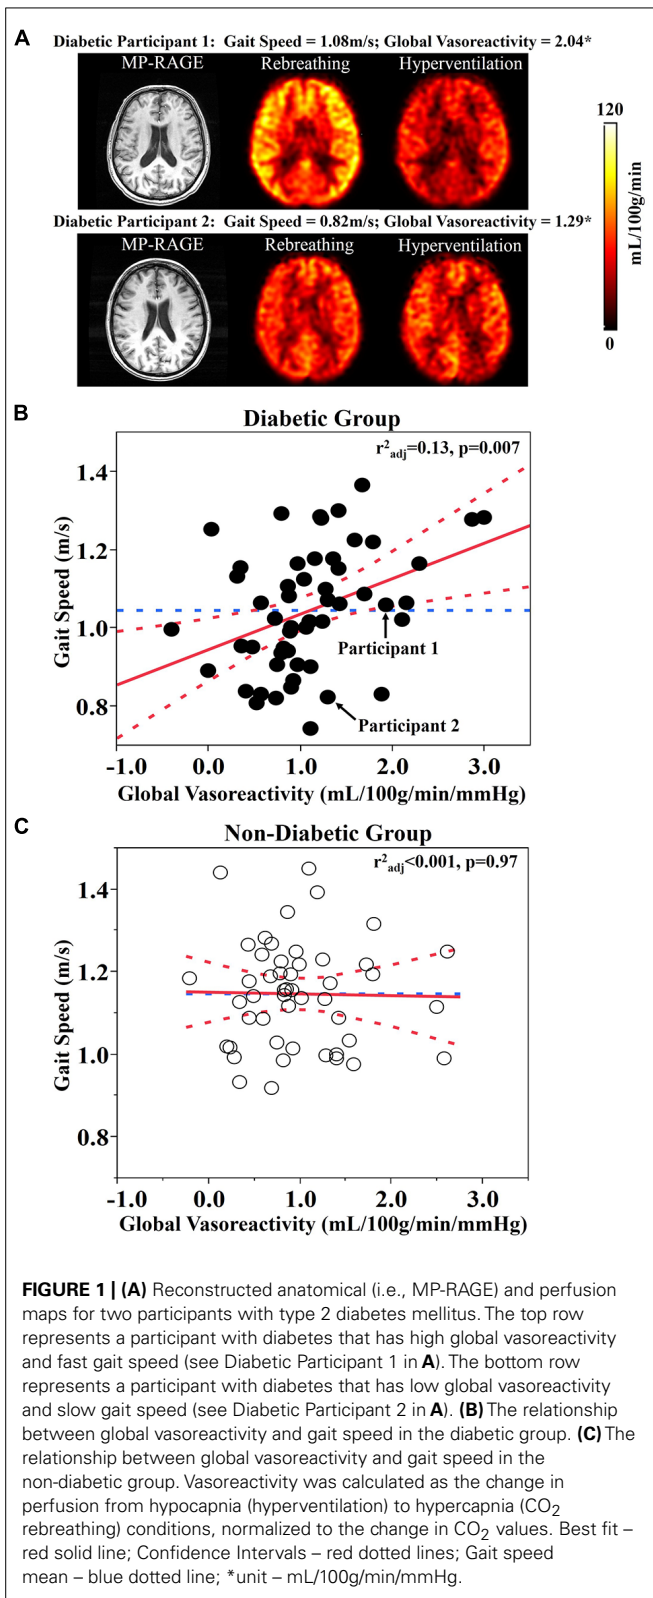 A
Diabetic Participant 1: Gait Speed = 1.08m/s; Global Vasoreactivity = 2.04*
MP-RAGE Rebreathing Hyperventilation
120
mL/100g/min
0
Diabetic Participant 2: Gait Speed = 0.82m/s; Global Vasoreactivity = 1.29*
MP-RAGE Rebreathing Hyperventilation
B
Diabetic Group
r²adj=0.13, p=0.007
Gait Speed (m/s)
1.4
1.2
1.0
0.8
Participant 1
Participant 2
-1.0 0.0 1.0 2.0 3.0
Global Vasoreactivity (mL/100g/min/mmHg)
C
Non-Diabetic Group
r²adj<0.001, p=0.97
Gait Speed (m/s)
1.4
1.2
1.0
0.8
-1.0 0.0 1.0 2.0 3.0
Global Vasoreactivity (mL/100g/min/mmHg)
FIGURE 1 | (A) Reconstructed anatomical (i.e., MP-RAGE) and perfusion
maps for two participants with type 2 diabetes mellitus. The top row
represents a participant with diabetes that has high global vasoreactivity
and fast gait speed (see Diabetic Participant 1 in A). The bottom row
represents a participant with diabetes that has low global vasoreactivity
and slow gait speed (see Diabetic Participant 2 in A). (B) The relationship
between global vasoreactivity and gait speed in the diabetic group. (C) The
relationship between global vasoreactivity and gait speed in the
non-diabetic group. Vasoreactivity was calculated as the change in
perfusion from hypocapnia (hyperventilation) to hypercapnia (CO₂
rebreathing) conditions, normalized to the change in CO₂ values. Best fit –
red solid line; Confidence Intervals – red dotted lines; Gait speed
mean – blue dotted line; *unit – mL/100g/min/mmHg.